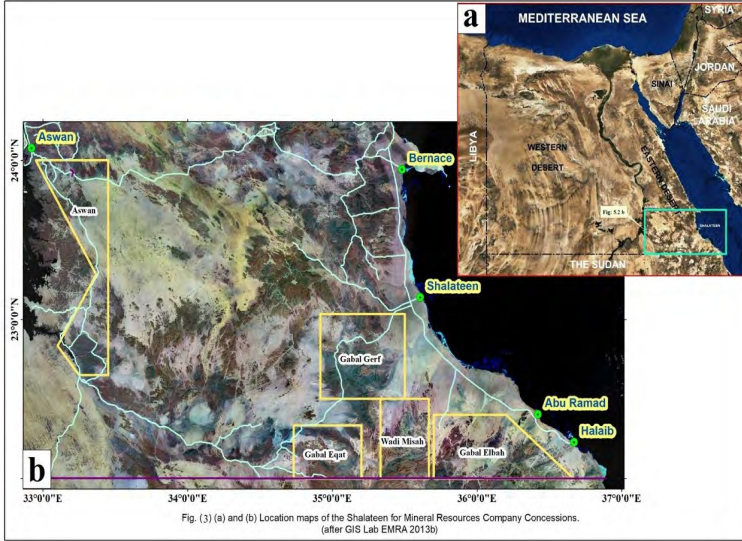 a
MEDITERRANEAN SEA
SYRIA
JORDAN
SINAI
SAUDI
ARABIA
LIBYA
WESTERN
DESERT
EASTERN DESERT
Fig: 5.2 b
SHALATEEN
THE SUDAN
Aswan
Bernace
24°0'0"N
Aswan
Shalateen
23°0'0"N
Gabal Gerf
Abu Ramad
Halaib
Gabal Eqat
Wadi Misah
Gabal Elbah
b
33°0'0"E
34°0'0"E
35°0'0"E
36°0'0"E
37°0'0"E
Fig. (3) (a) and (b) Location maps of the Shalateen for Mineral Resources Company Concessions.
(after GIS Lab EMRA 2013b)